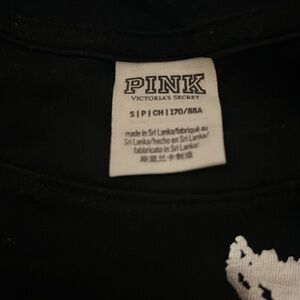 PINK
VICTORIA'S SECRET
S|P|CH|170/88A
made in Sri Lanka/fabriqué au
Sri Lanka/hecho en Sri Lanka/
fabbricato in Sri Lanka/
斯里兰卡制造